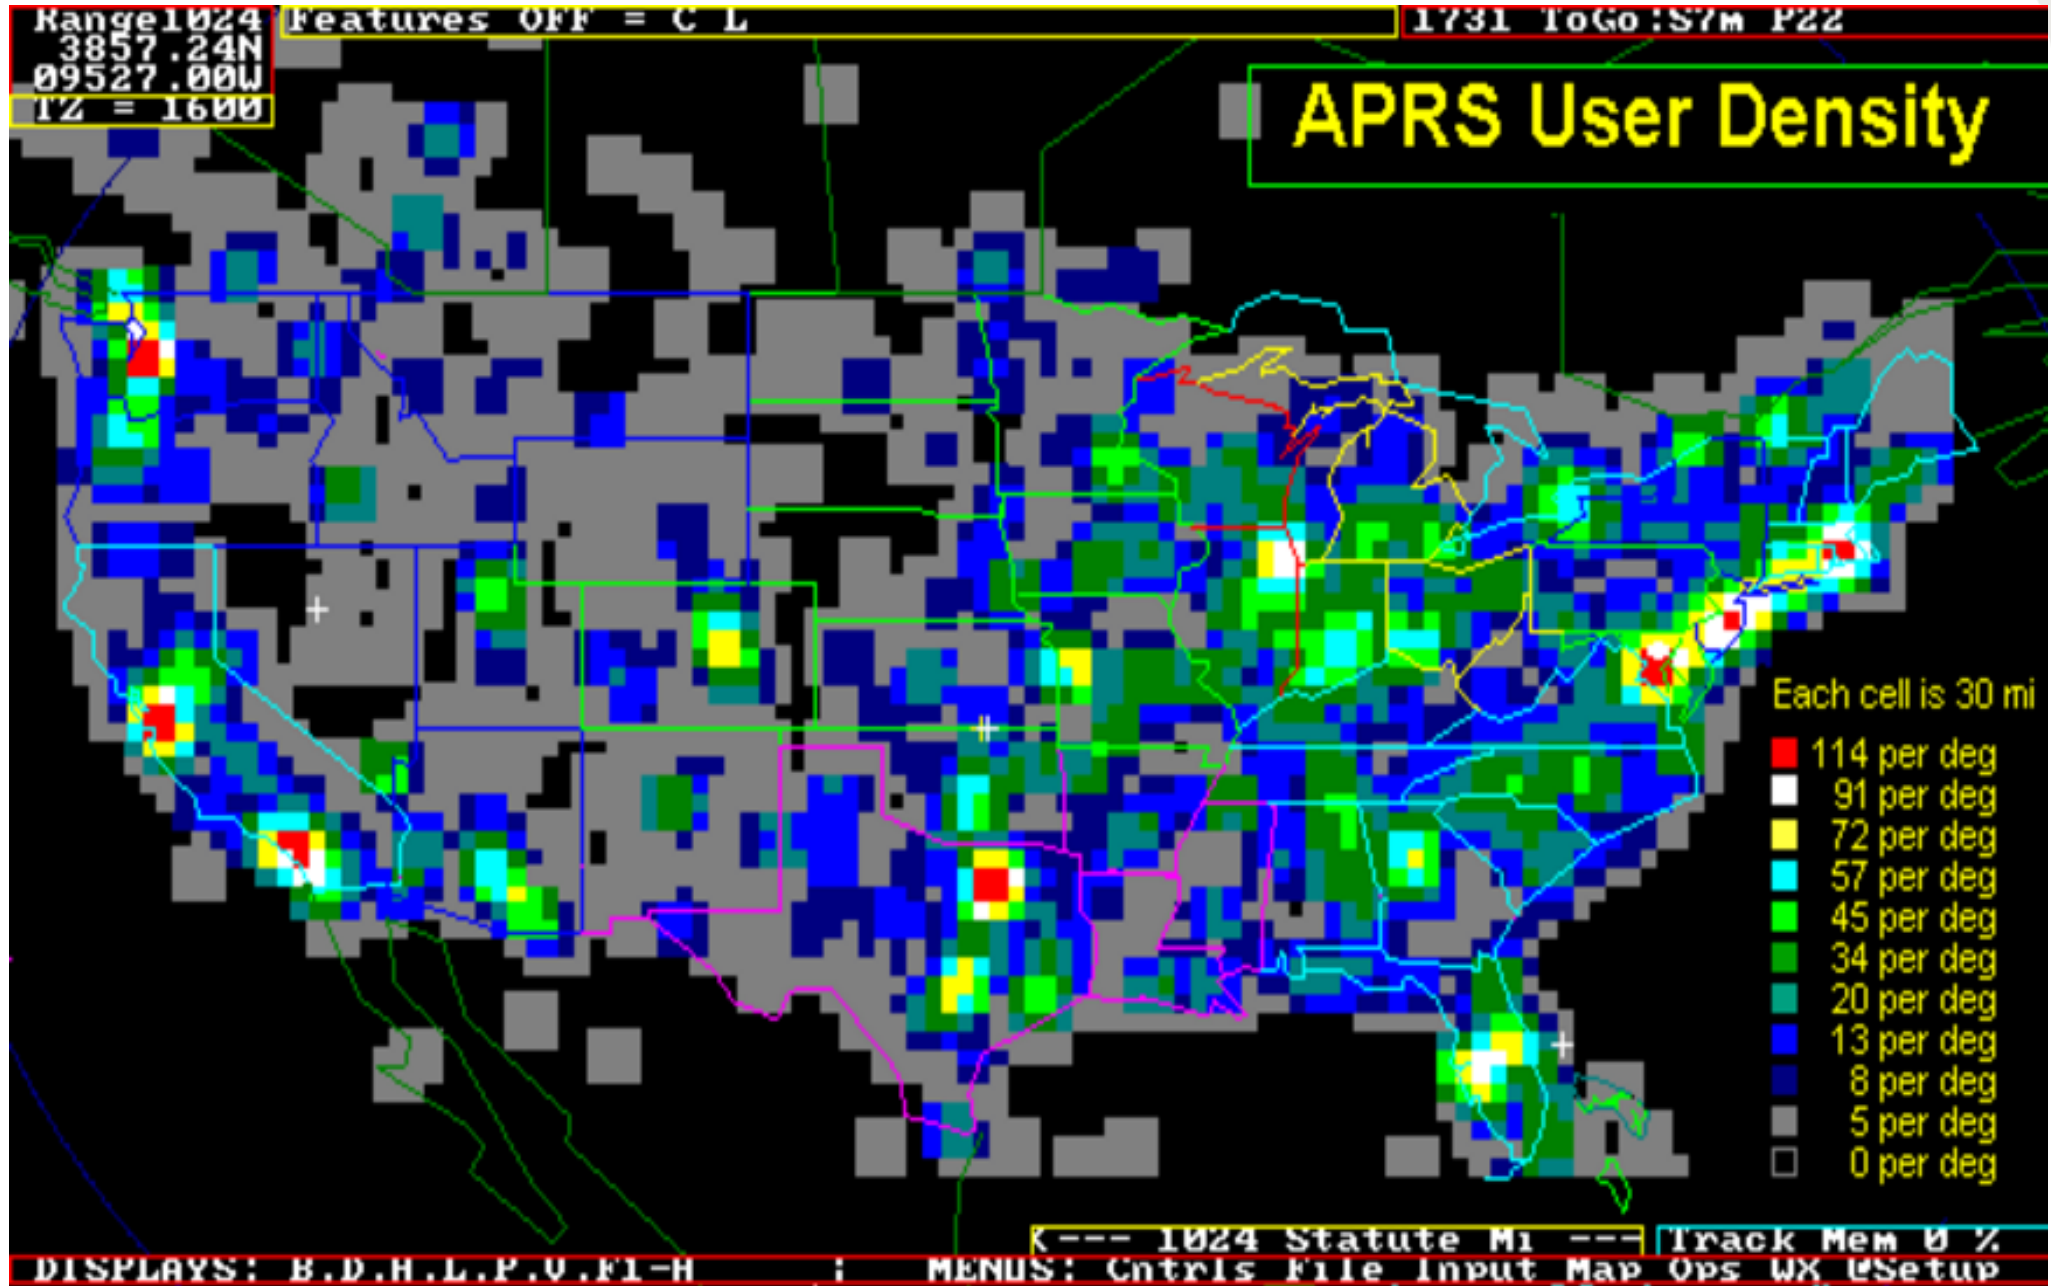 Range1024
3857.24N
09527.00W
TZ = 1600
Features OFF = C L
1731 ToGo:S7m P22
APRS User Density
Each cell is 30 mi
114 per deg
91 per deg
72 per deg
57 per deg
45 per deg
34 per deg
20 per deg
13 per deg
8 per deg
5 per deg
0 per deg
--- 1024 Statute Mi ---
Track Mem 0 %
DISPLAYS: B.D.H.L.P.V.F1-H : MENUS: Cntrls File Input Map Ops WX @Setup